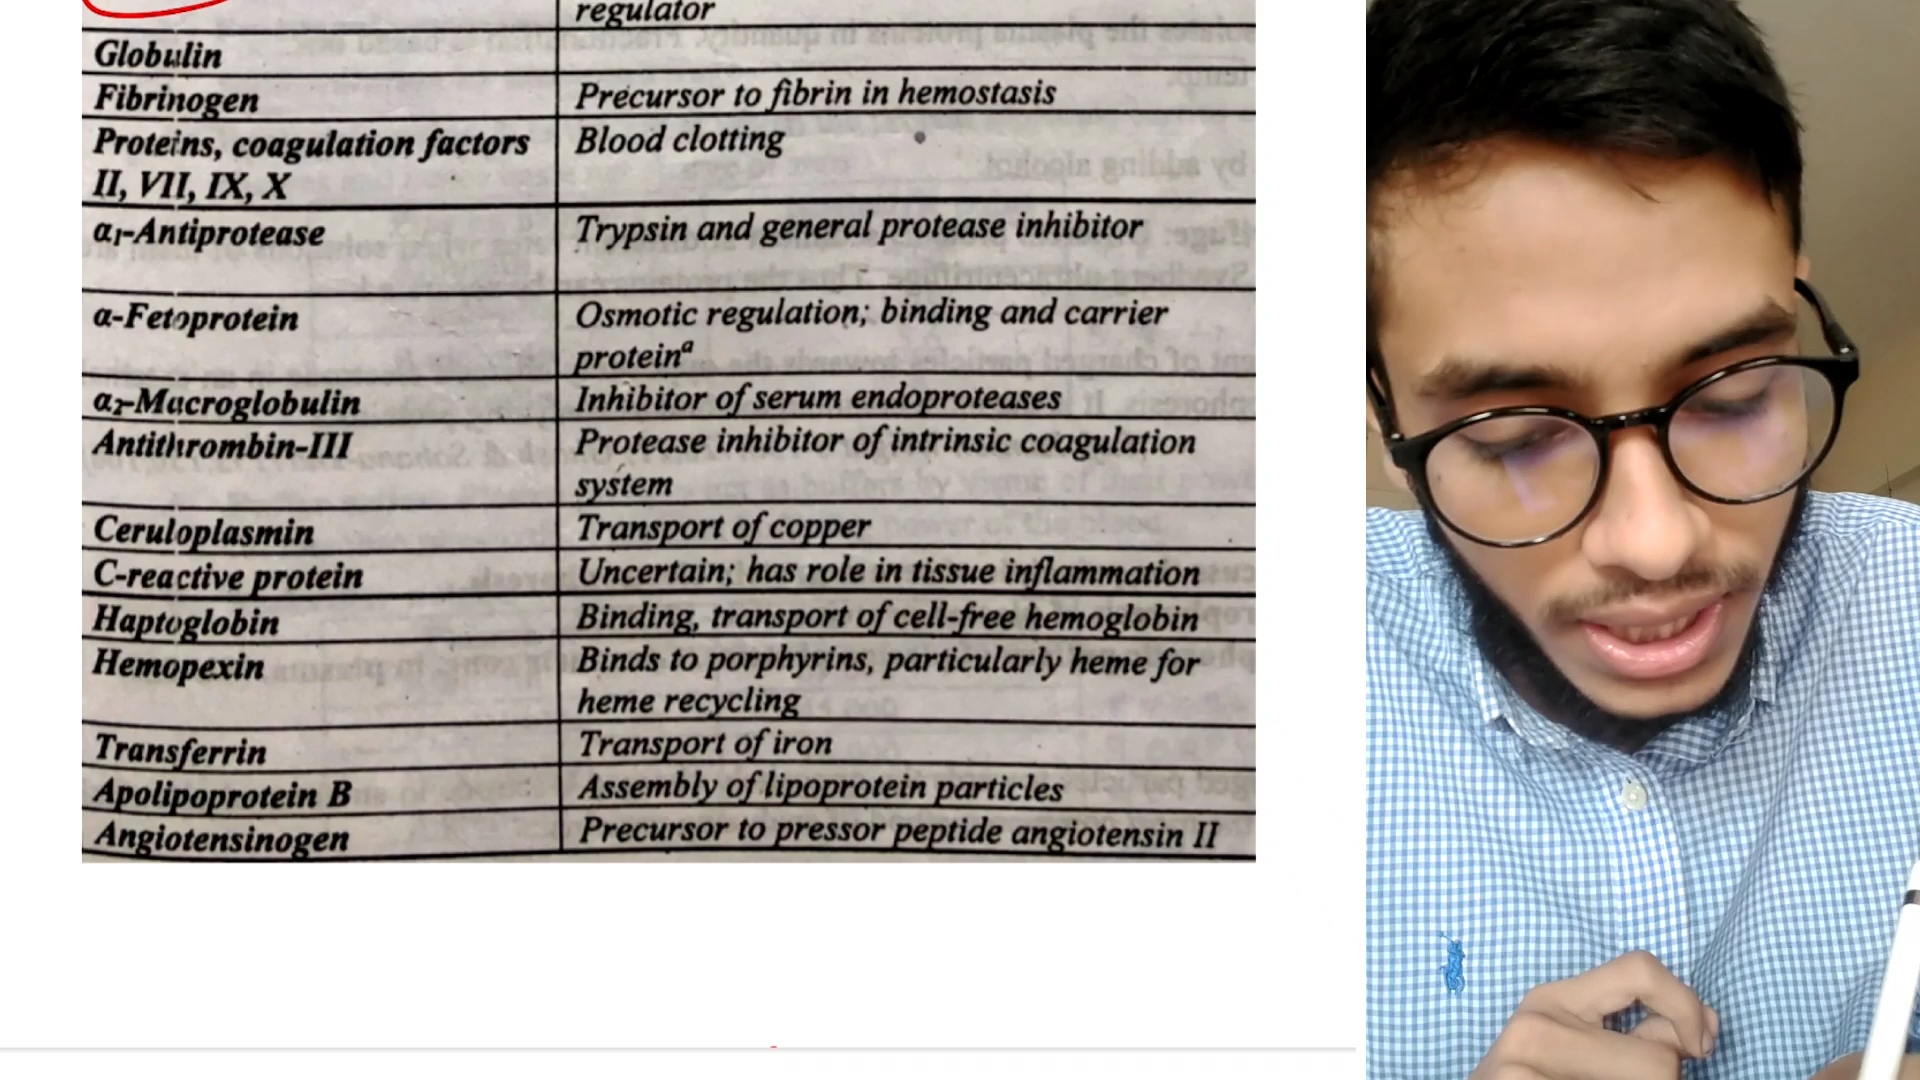 regulator
Globulin
Fibrinogen
Precursor to fibrin in hemostasis
Proteins, coagulation factors
II, VII, IX, X
Blood clotting
α₁-Antiprotease
Trypsin and general protease inhibitor
α-Fetoprotein
Osmotic regulation; binding and carrier
proteinᵃ
α₂-Macroglobulin
Inhibitor of serum endoproteases
Antithrombin-III
Protease inhibitor of intrinsic coagulation
system
Ceruloplasmin
Transport of copper
C-reactive protein
Uncertain; has role in tissue inflammation
Haptoglobin
Binding, transport of cell-free hemoglobin
Hemopexin
Binds to porphyrins, particularly heme for
heme recycling
Transferrin
Transport of iron
Apolipoprotein B
Assembly of lipoprotein particles
Angiotensinogen
Precursor to pressor peptide angiotensin II